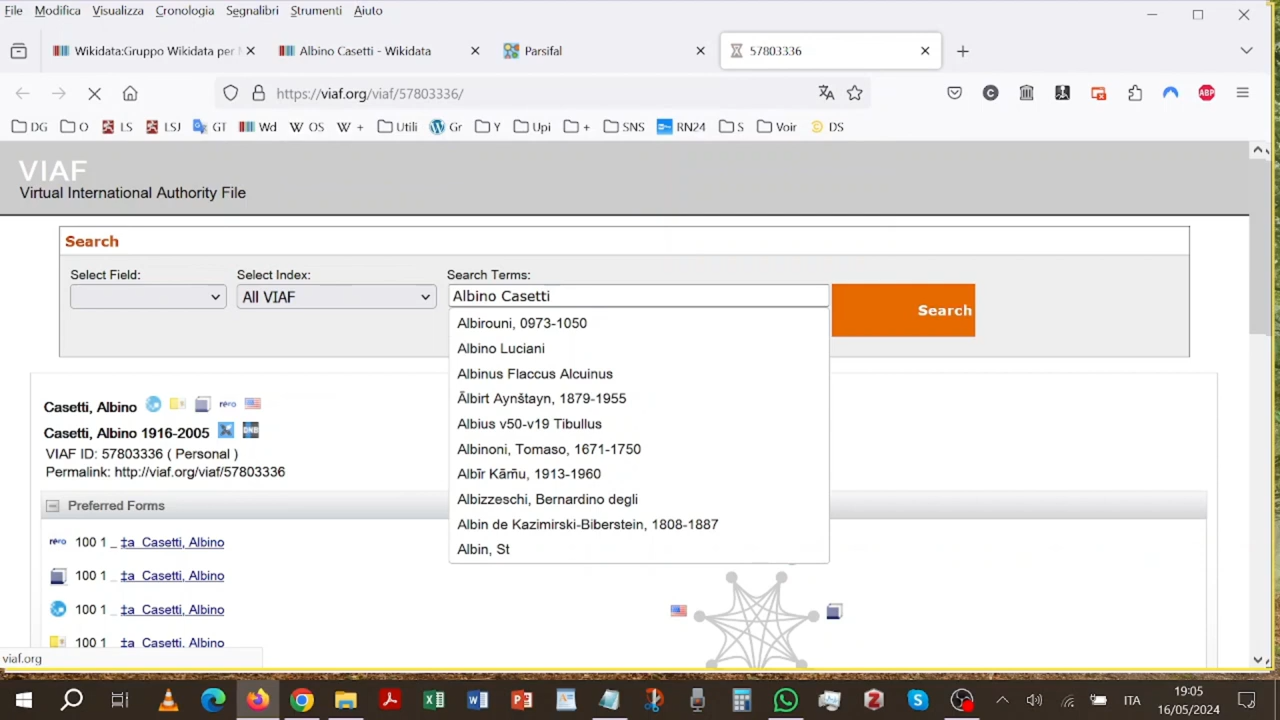 File Modifica Visualizza Cronologia Segnalibri Strumenti Aiuto
Wikidata:Gruppo Wikidata per
Albino Casetti - Wikidata
Parsifal
57803336
https://viaf.org/viaf/57803336/
DG O LS LSJ GT Wd W OS W + Utili Gr Y Upi + SNS RN24 S Voir DS
VIAF
Virtual International Authority File
Search
Select Field: Select Index: Search Terms:
All VIAF Albino Casetti Search
Albirouni, 0973-1050
Albino Luciani
Albinus Flaccus Alcuinus
Ālbirt Aynštayn, 1879-1955
Albius v50-v19 Tibullus
Albinoni, Tomaso, 1671-1750
Albīr Kām̄u, 1913-1960
Albizzeschi, Bernardino degli
Albin de Kazimirski-Biberstein, 1808-1887
Albin, St
Casetti, Albino rero
Casetti, Albino 1916-2005 DNB
VIAF ID: 57803336 ( Personal )
Permalink: http://viaf.org/viaf/57803336
Preferred Forms
rero 100 1 _ ‡a Casetti, Albino
100 1 _ ‡a Casetti, Albino
100 1 _ ‡a Casetti, Albino
100 1 ‡a Casetti, Albino
viaf.org
ITA
19:05
16/05/2024